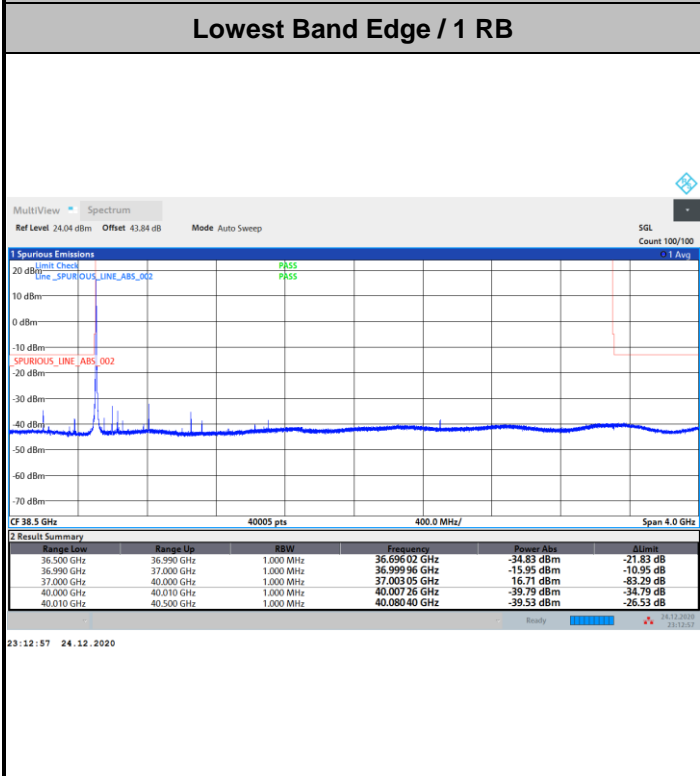 Lowest Band Edge / 1 RB
MultiView Spectrum
Ref Level 24.04 dBm Offset 43.84 dB Mode Auto Sweep SGL
Count 100/100
1 Spurious Emissions 1 Avg
Limit Check PASS
20 dBm
Line _SPURIOUS_LINE_ABS_002 PASS
10 dBm
0 dBm
-10 dBm
_SPURIOUS_LINE_ABS_002
-20 dBm
-30 dBm
-40 dBm
-50 dBm
-60 dBm
-70 dBm
CF 38.5 GHz 40005 pts 400.0 MHz/ Span 4.0 GHz
2 Result Summary
Range Low Range Up RBW Frequency Power Abs ΔLimit
36.500 GHz 36.990 GHz 1.000 MHz 36.696 02 GHz -34.83 dBm -21.83 dB
36.990 GHz 37.000 GHz 1.000 MHz 36.999 96 GHz -15.95 dBm -10.95 dB
37.000 GHz 40.000 GHz 1.000 MHz 37.003 05 GHz 16.71 dBm -83.29 dB
40.000 GHz 40.010 GHz 1.000 MHz 40.007 26 GHz -39.79 dBm -34.79 dB
40.010 GHz 40.500 GHz 1.000 MHz 40.080 40 GHz -39.53 dBm -26.53 dB
Ready 24.12.2020
23:12:57
23:12:57 24.12.2020